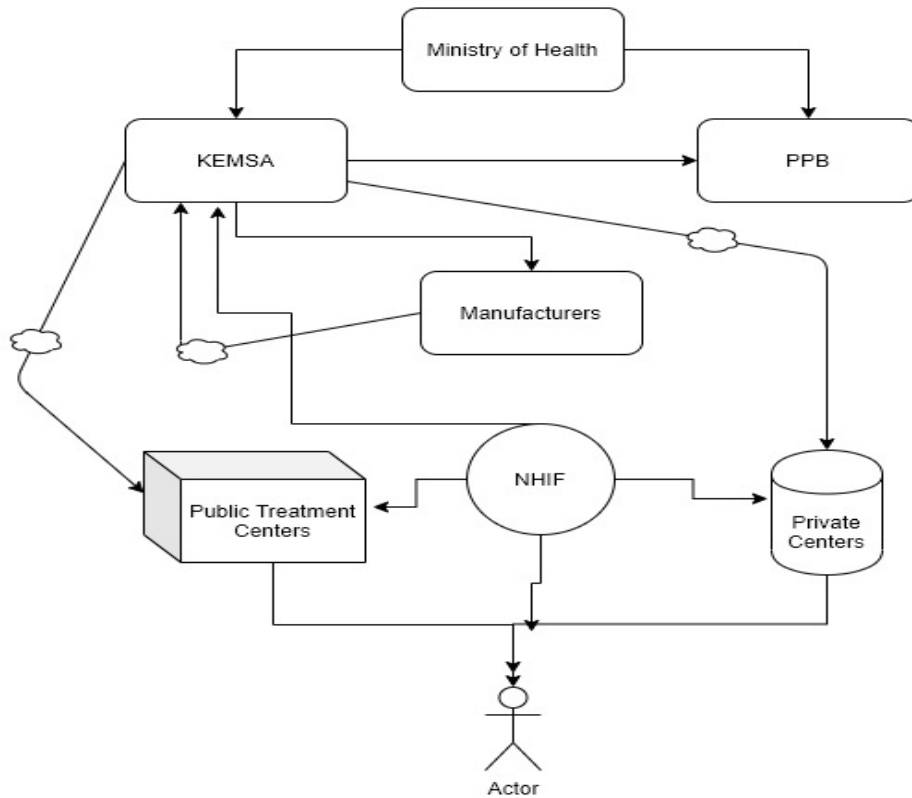 Ministry of Health
KEMSA
PPB
Manufacturers
NHIF
Public Treatment
Centers
Private
Centers
Actor